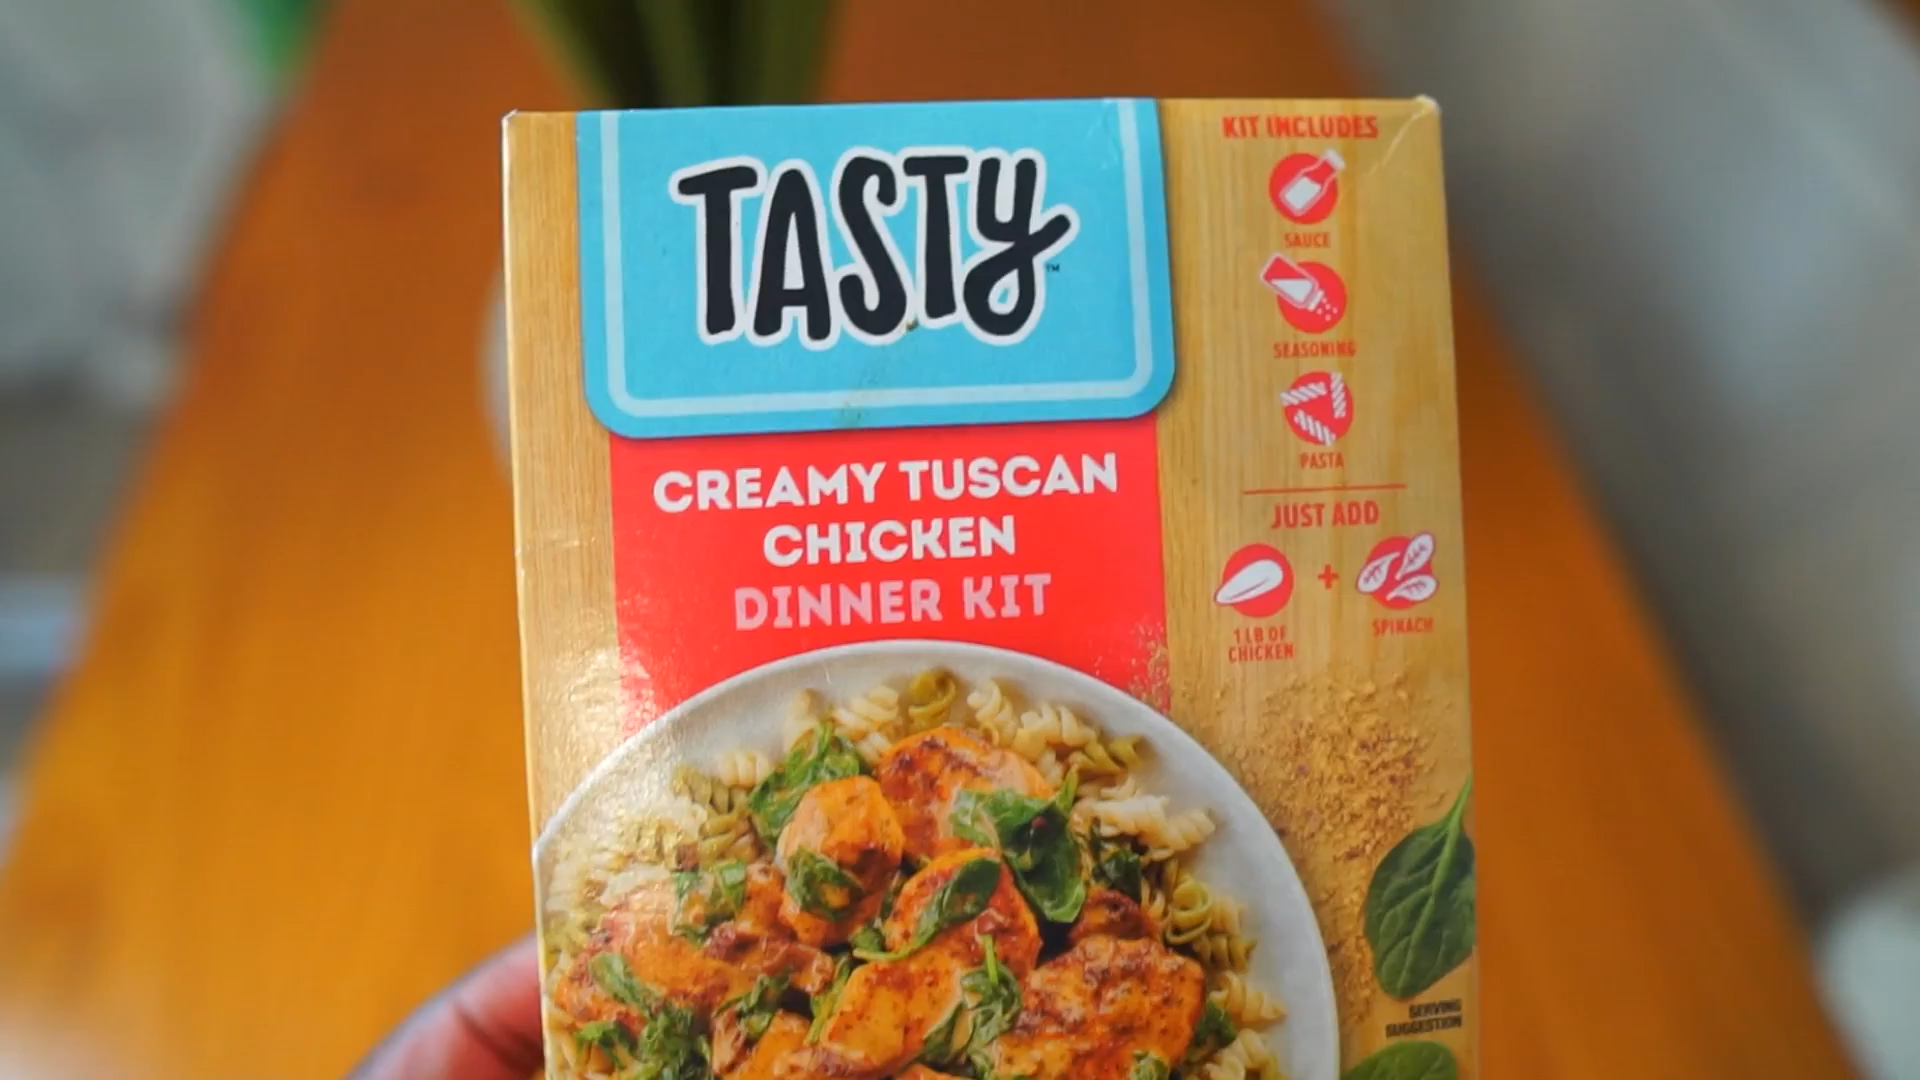 TASTY
™
CREAMY TUSCAN
CHICKEN
DINNER KIT
KIT INCLUDES
SAUCE
SEASONING
PASTA
JUST ADD
+
1 LB OF
CHICKEN
SPINACH
SERVING
SUGGESTION